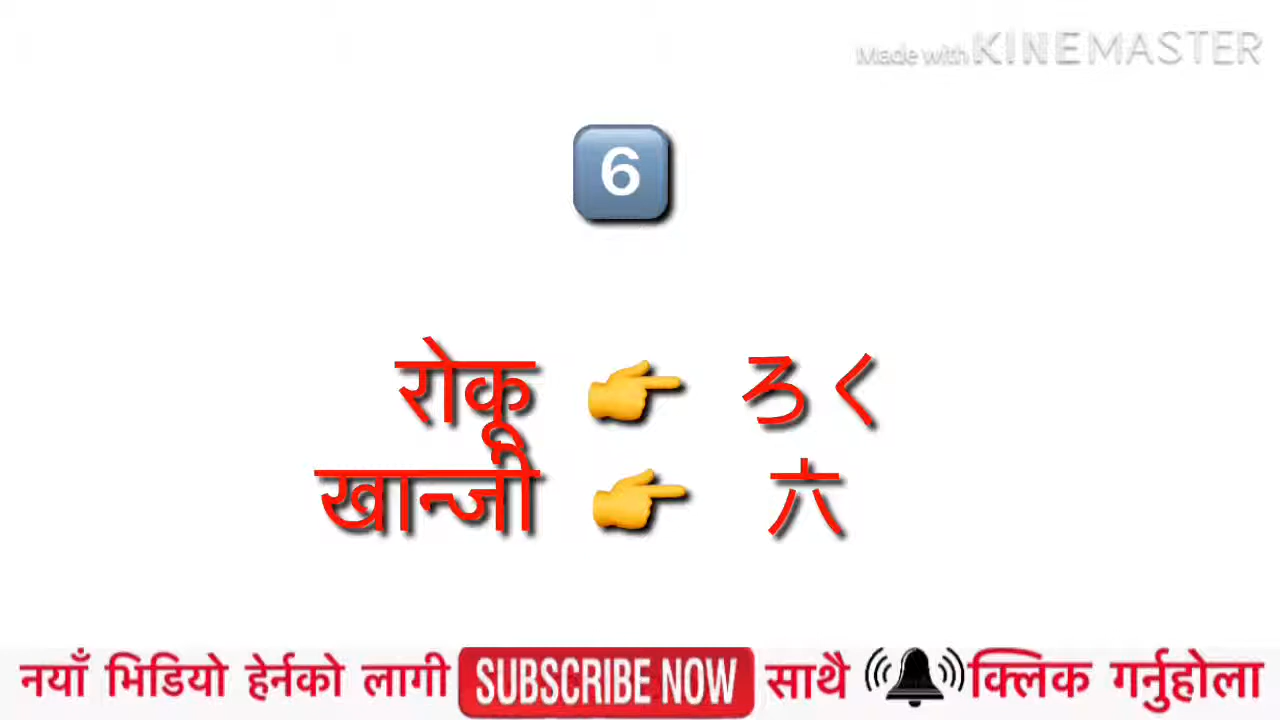 Made with KINEMASTER
6
रोकू 👉 ろく
खान्जी 👉 六
नयाँ भिडियो हेर्नको लागी SUBSCRIBE NOW साथै 🔔 क्लिक गर्नुहोला